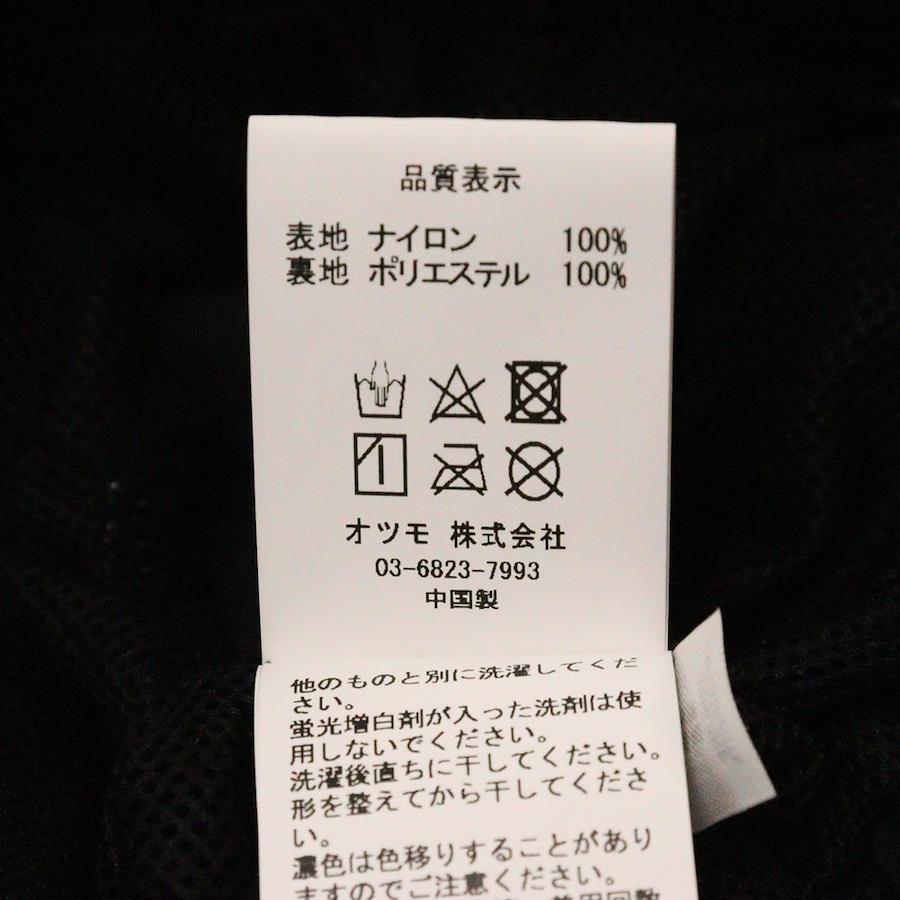 品質表示
表地 ナイロン 100%
裏地 ポリエステル 100%
オツモ 株式会社
03-6823-7993
中国製
他のものと別に洗濯してくだ
さい。
蛍光増白剤が入った洗剤は使
用しないでください。
洗濯後直ちに干してください。
形を整えてから干してくださ
い。
濃色は色移りすることがあり
ますのでご注意ください。